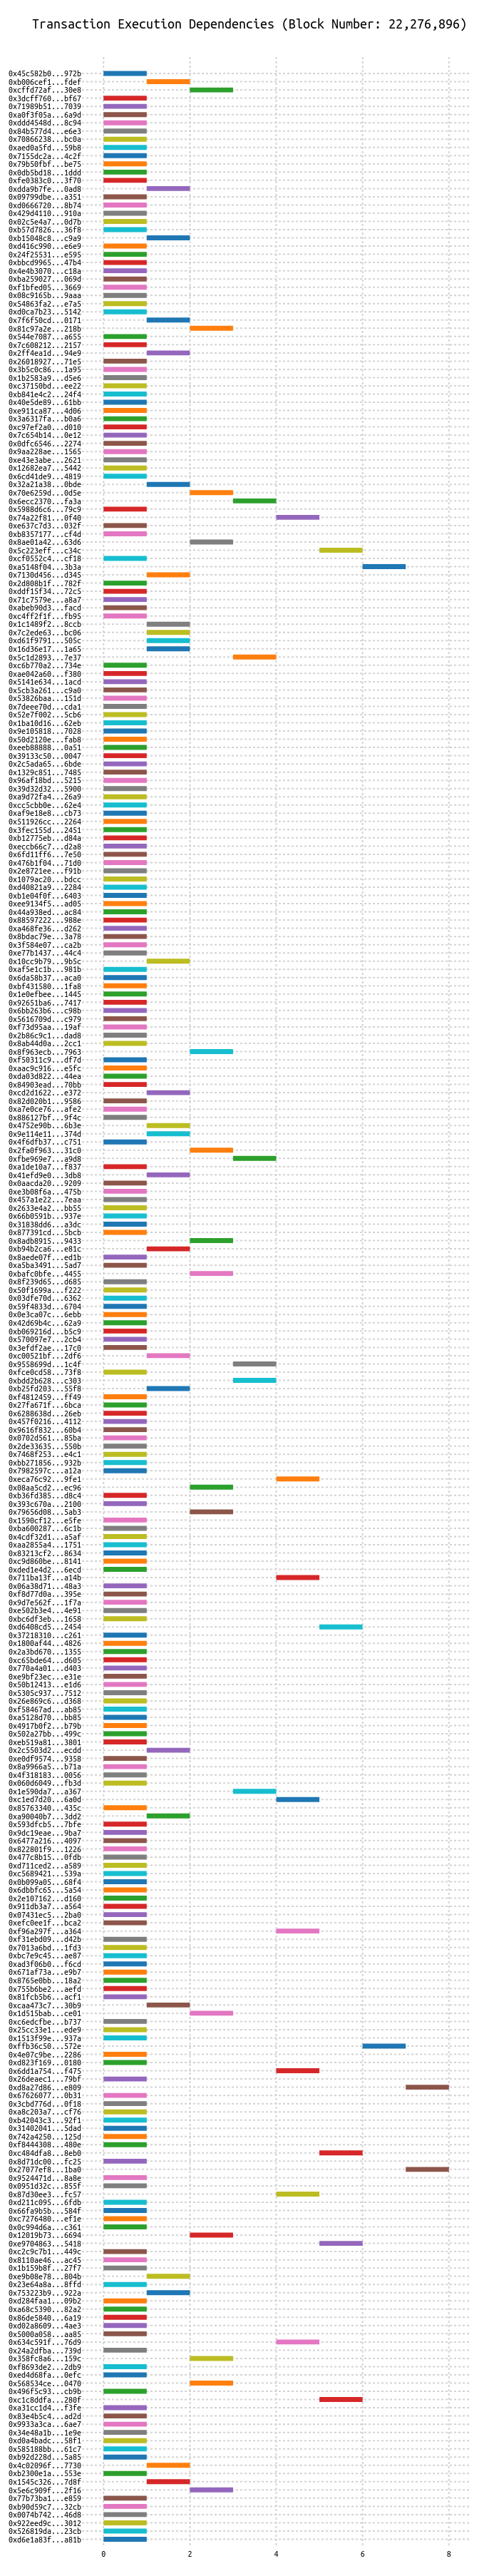 Transaction Execution Dependencies (Block Number: 22,276,896)
0x45c582b0...972b
0xb006cef1...fdef
0xcffd72af...30e8
0x3dcff760...bf67
0x71989b51...7039
0xa0f3f05a...6a9d
0xddd4548d...8c94
0x84b577d4...e6e3
0x70866238...bc0a
0xaed0a5fd...59b8
0x7155dc2a...4c2f
0x79b50fbf...be75
0x0db5bd18...1ddd
0xfe0383c0...3f70
0xdda9b7fe...0ad8
0x09799dbe...a351
0xd0666720...8b74
0x429d4110...910a
0x02c5e4a7...0d7b
0xb57d7826...36f8
0xb15048c8...c9a9
0xd416c990...e6e9
0x24f25531...e595
0xbbcd9965...47b4
0x4e4b3070...c18a
0xba259027...069d
0xf1bfed05...3669
0x08c9165b...9aaa
0x54863fa2...e7a5
0xd0ca7b23...5142
0x7f6f50cd...0171
0x81c97a2e...218b
0x544e7087...a655
0x7c608212...2157
0x2ff4ea1d...94e9
0x26018927...71e5
0x3b5c0c86...1a95
0x1b2583a9...d5e6
0xc37150bd...ee22
0xb841e4c2...24f4
0x40e5de89...61bb
0xe911ca87...4d06
0x3a6317fa...b0a6
0xc97ef2a0...d010
0x7c654b14...0e12
0x0dfc6546...2274
0x9aa228ae...1565
0xe43e3abe...2621
0x12682ea7...5442
0x6cd41de9...4819
0x32a21a38...0bde
0x70e6259d...0d5e
0x6ecc2370...fa3a
0x5988d6c6...79c9
0x74a22f81...0f40
0xe637c7d3...032f
0xb8357177...cf4d
0x8ae01a42...63d6
0x5c223eff...c34c
0xcf0552c4...cf18
0xa5148f04...3b3a
0x7130d456...d345
0x2d808b1f...782f
0xddf15f34...72c5
0x71c7579e...a8a7
0xabeb90d3...facd
0xc4ff2f1f...fb95
0x1c1489f2...8ccb
0x7c2ede63...bc06
0xd61f9791...505c
0x16d36e17...1a65
0x5c1d2893...7e37
0xc6b770a2...734e
0xae042a60...f380
0x5141e634...1acd
0x5cb3a261...c9a0
0x53826baa...151d
0x7deee70d...cda1
0x52e7f002...5cb6
0x1ba10d16...62eb
0x9e105818...7028
0x50d2120e...fab8
0xeeb88888...0a51
0x39133c50...0047
0x2c5ada65...6bde
0x1329c851...7485
0x96af18bd...5215
0x39d32d32...5900
0xa9d72fa4...26a9
0xcc5cbb0e...62e4
0xaf9e18e8...cb73
0x511926cc...2264
0x3fec155d...2451
0xb12775eb...d84a
0xeccb66c7...d2a8
0x6fd11ff6...7e50
0x476b1f04...71d0
0x2e8721ee...f91b
0x1079ac20...bdcc
0xd40821a9...2284
0xb1e04f0f...6403
0xee9134f5...ad05
0x44a938ed...ac84
0x88597222...988e
0xa468fe36...d262
0x8bdac79e...3a78
0x3f584e07...ca2b
0xe77b1437...44c4
0x10cc9b79...9b5c
0xaf5e1c1b...981b
0x6da58b37...aca0
0xbf431580...1fa8
0x1e0efbee...1445
0x92651ba6...7417
0x6bb263b6...c98b
0x5616709d...c979
0xf73d95aa...19af
0x2b86c9c1...dad8
0x8ab44d0a...2cc1
0x8f963ecb...7963
0xf50311c9...df7d
0xaac9c916...e5fc
0xda03d822...44ea
0x84903ead...70bb
0xcd2d1622...e372
0x82d020b1...9586
0xa7e0ce76...afe2
0x886127bf...9f4c
0x4752e90b...6b3e
0x9e114e11...374d
0x4f6dfb37...c751
0x2fa0f963...31c0
0xfbe969e7...a9d8
0xa1de10a7...f837
0x41efd9e0...3db8
0x0aacda20...9209
0xe3b08f6a...475b
0x457a1e22...7eaa
0x2633e4a2...bb55
0x66b0591b...937e
0x31838dd6...a3dc
0x877391cd...5bcb
0x8adb8915...9433
0xb94b2ca6...e81c
0x8aede07f...ed1b
0xa5ba3491...5ad7
0xbafc0bfe...4455
0x8f239d65...d685
0x50f1699a...f222
0x03dfe70d...6362
0x59f4833d...6704
0x0e3ca07c...6ebb
0x42d69b4c...62a9
0xb069216d...b5c9
0x570097e7...2cb4
0x3efdf2ae...17c0
0xc00521bf...2df6
0x9558699d...1c4f
0xfce0cd58...73f8
0xbdd2b628...c303
0xb25fd203...55f8
0xf4812459...ff49
0x27fa671f...6bca
0x6288638d...26eb
0x457f0216...4112
0x9616f832...60b4
0x0702d561...85ba
0x2de33635...550b
0x7468f253...e4c1
0xbb271856...932b
0x7982597c...a12a
0xeca76c92...9fe1
0x08aa5cd2...ec96
0xb36fd385...d8c4
0x393c670a...2100
0x79656d08...5ab3
0x1590cf12...e5fe
0xba600287...6c1b
0x4cdf32d1...a5af
0xaa2855a4...1751
0x83213cf2...8634
0xc9d860be...8141
0xded1e4d2...6ecd
0x711ba13f...a14b
0x06a38d71...48a3
0xf8d77d0a...395e
0x9d7e562f...1f7a
0xe502b3e4...4e91
0xbc6df3eb...1658
0xd6408cd5...2454
0x37218310...c261
0x1800af44...4826
0x2a3bd670...1355
0xc65bde64...d605
0x770a4a01...d403
0xe9bf23ec...e31e
0x50b12413...e1d6
0x5305c937...7512
0x26e869c6...d368
0xf58467ad...ab85
0xa5128d70...bb85
0x4917b0f2...b79b
0x502a27bb...499c
0xeb519a81...3801
0x2c5503d2...ecdd
0xe0df9574...9358
0x8a9966a5...b71a
0x4f318183...0056
0x060d6049...fb3d
0x1e590da7...a367
0xc1ed7d20...6a0d
0x85763340...435c
0xa90040b7...3dd2
0x593dfcb5...7bfe
0x9dc19eae...9ba7
0x6477a216...4097
0x822801f9...1226
0x477c8b15...0fdb
0xd711ced2...a589
0xc5689421...539a
0x0b099a05...68f4
0x6dbbfc65...5a54
0x2e107162...d160
0x911db3a7...a564
0x07431ec5...2ba0
0xefc0ee1f...bca2
0xf96a297f...a364
0xf31ebd09...d42b
0x7013a6bd...1fd3
0xbc7e9c45...ae87
0xad3f06b0...f6cd
0x671af73a...e9b7
0x8765e0bb...18a2
0x755b6be2...aefd
0x81fcb5b6...acf1
0xcaa473c7...30b9
0x1d515bab...ce01
0xc6edcfbe...b737
0x25cc33e1...ede9
0x1513f99e...937a
0xffb36c50...572e
0x4e07c9be...2286
0xd823f169...0180
0x6dd1a754...f475
0x26deaec1...79bf
0xd8a27d86...e809
0x67626077...0b31
0x3cbd776d...0f18
0xa8c203a7...cf76
0xb42043c3...92f1
0x31402041...5dad
0x742a4250...125d
0xf8444308...480e
0xc484dfa8...8eb0
0x8d71dc00...fc25
0x27077ef8...1ba0
0x9524471d...8a8e
0x0951d32c...855f
0x87d30ee3...fc57
0xd211c095...6fdb
0x66fa9b5b...584f
0xc7276480...ef1e
0x0c994d6a...c361
0x12019b73...6694
0xe9704863...5418
0xc2c9c7b1...449c
0x8110ae46...ac45
0x1b159b8f...27f7
0xe9b08e78...804b
0x23e64a8a...8ffd
0x753223b9...922a
0xd284faa1...09b2
0xa68c5390...82a2
0x86de5840...6a19
0xd02a8609...4ae3
0x5000a058...aa85
0x634c591f...76d9
0x24a2dfba...739d
0x358fc8a6...159c
0xf8693de2...2db9
0xed4d68fa...0efc
0x568534ce...0470
0x496f5c93...cb9b
0xc1c8ddfa...280f
0xa31cc1d4...f3fe
0x83e4b5c4...ad2d
0x9933a3ca...6ae7
0x34e48a1b...1e9e
0xd0a4badc...58f1
0x585188bb...61c7
0xb92d228d...5a85
0x4c02096f...7730
0xb2300e1a...553e
0x1545c326...7d8f
0x5e6c909f...2f16
0x77b73ba1...e859
0xb90d59c7...32cb
0x0074b742...46d8
0x922eed9c...3012
0x526819da...23cb
0xd6e1a83f...a81b
0 2 4 6 8